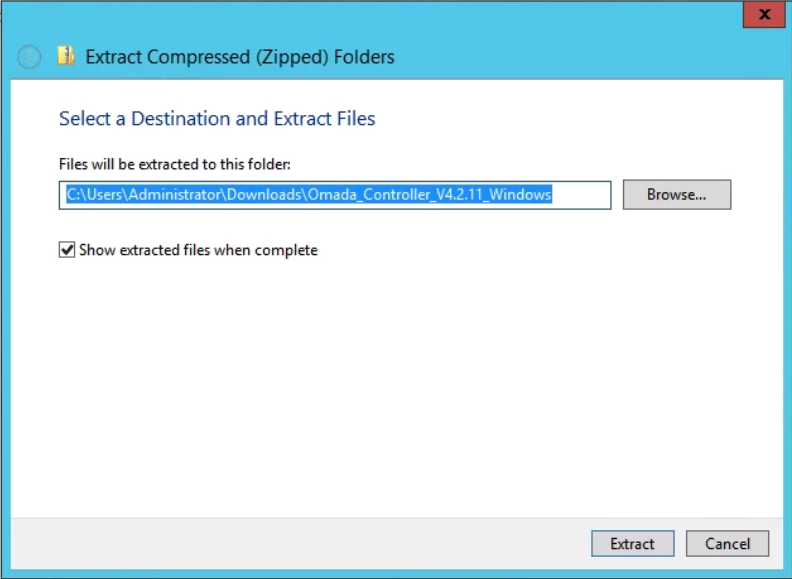 Extract Compressed (Zipped) Folders
Select a Destination and Extract Files
Files will be extracted to this folder:
C:\Users\Administrator\Downloads\Omada_Controller_V4.2.11_Windows
Browse...
Show extracted files when complete
Extract
Cancel